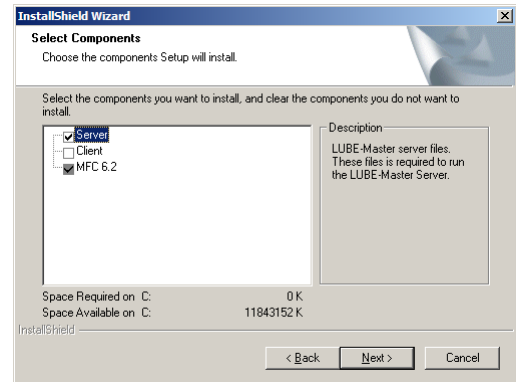 InstallShield Wizard
Select Components
Choose the components Setup will install.
Select the components you want to install, and clear the components you do not want to
install.
Server
Client
MFC 6.2
Description
LUBE-Master server files.
These files is required to run
the LUBE-Master Server.
Space Required on C: 0 K
Space Available on C: 11843152 K
InstallShield
< Back Next > Cancel